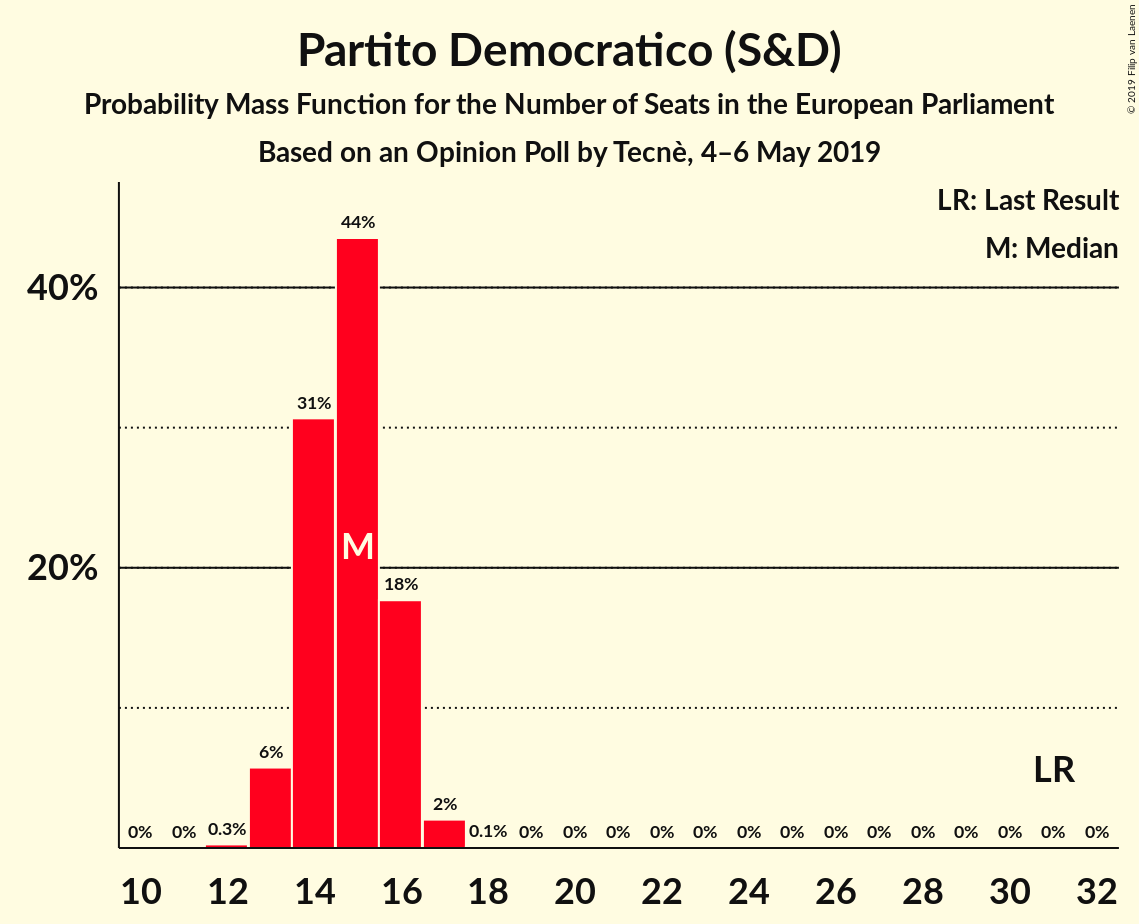 Partito Democratico (S&D)
Probability Mass Function for the Number of Seats in the European Parliament
Based on an Opinion Poll by Tecnè, 4–6 May 2019
© 2019 Filip van Laenen
LR: Last Result
M: Median
40%
20%
0% 0% 0.3% 6% 31% 44% 18% 2% 0.1% 0% 0% 0% 0% 0% 0% 0% 0% 0% 0% 0% 0% 0% 0%
M
LR
10 12 14 16 18 20 22 24 26 28 30 32